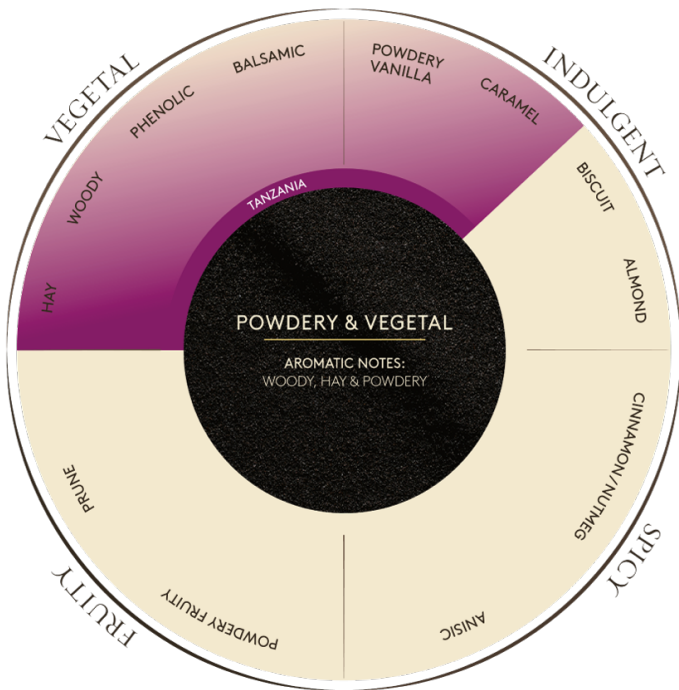 VEGETAL
INDULGENT
SPICY
FRUITY
HAY
WOODY
PHENOLIC
BALSAMIC
POWDERY
VANILLA
CARAMEL
BISCUIT
ALMOND
CINNAMON/NUTMEG
ANISIC
POWDERY FRUITY
PRUNE
TANZANIA
POWDERY & VEGETAL
AROMATIC NOTES:
WOODY, HAY & POWDERY